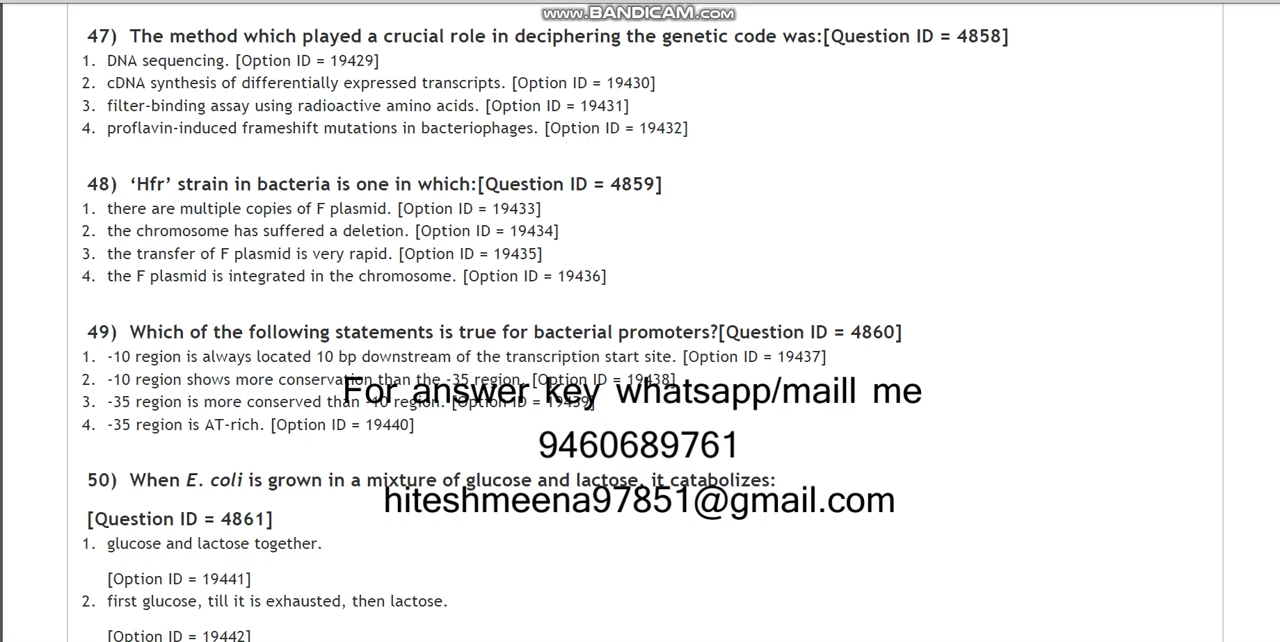 www.BANDICAM.com
47) The method which played a crucial role in deciphering the genetic code was:[Question ID = 4858]
1. DNA sequencing. [Option ID = 19429]
2. cDNA synthesis of differentially expressed transcripts. [Option ID = 19430]
3. filter-binding assay using radioactive amino acids. [Option ID = 19431]
4. proflavin-induced frameshift mutations in bacteriophages. [Option ID = 19432]
48) ‘Hfr’ strain in bacteria is one in which:[Question ID = 4859]
1. there are multiple copies of F plasmid. [Option ID = 19433]
2. the chromosome has suffered a deletion. [Option ID = 19434]
3. the transfer of F plasmid is very rapid. [Option ID = 19435]
4. the F plasmid is integrated in the chromosome. [Option ID = 19436]
49) Which of the following statements is true for bacterial promoters?[Question ID = 4860]
1. -10 region is always located 10 bp downstream of the transcription start site. [Option ID = 19437]
2. -10 region shows more conservation than the -35 region. [Option ID = 19438]
For answer key whatsapp/maill me
3. -35 region is more conserved than -10 region. [Option ID = 19439]
4. -35 region is AT-rich. [Option ID = 19440]
9460689761
50) When E. coli is grown in a mixture of glucose and lactose, it catabolizes:
hiteshmeena97851@gmail.com
[Question ID = 4861]
1. glucose and lactose together.
[Option ID = 19441]
2. first glucose, till it is exhausted, then lactose.
[Option ID = 19442]